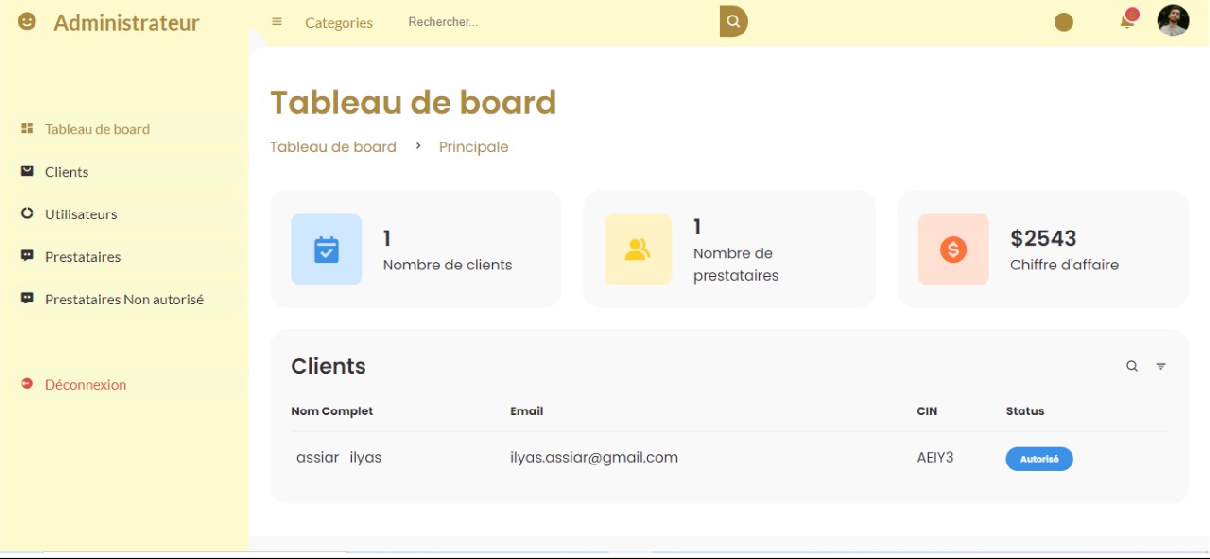 Administrateur
Categories
Rechercher...
Tableau de board
Clients
Utilisateurs
Prestataires
Prestataires Non autorisé
Déconnexion
Tableau de board
Tableau de board > Principale
1
Nombre de clients
1
Nombre de
prestataires
$2543
Chiffre d'affaire
Clients
Nom Complet Email CIN Status
assiar ilyas ilyas.assiar@gmail.com AEIY3 Autorisé